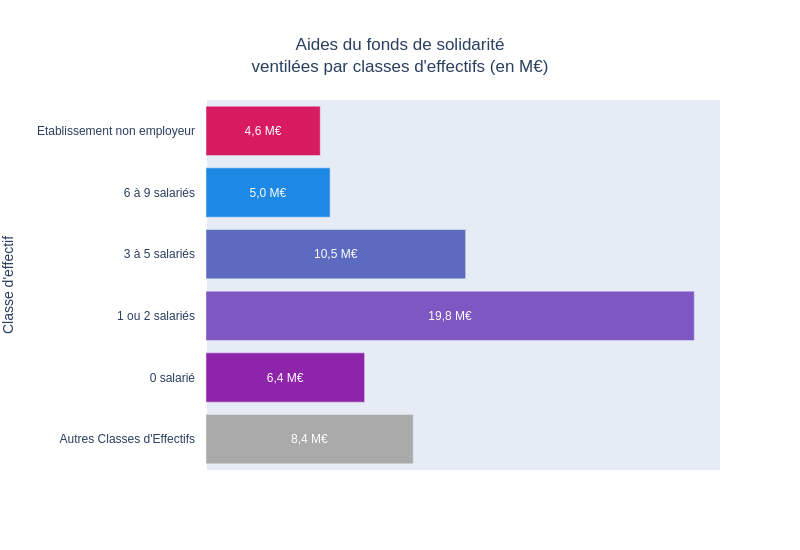 Aides du fonds de solidarité
ventilées par classes d'effectifs (en M€)
Classe d'effectif
Etablissement non employeur
4,6 M€
6 à 9 salariés
5,0 M€
3 à 5 salariés
10,5 M€
1 ou 2 salariés
19,8 M€
0 salarié
6,4 M€
Autres Classes d'Effectifs
8,4 M€